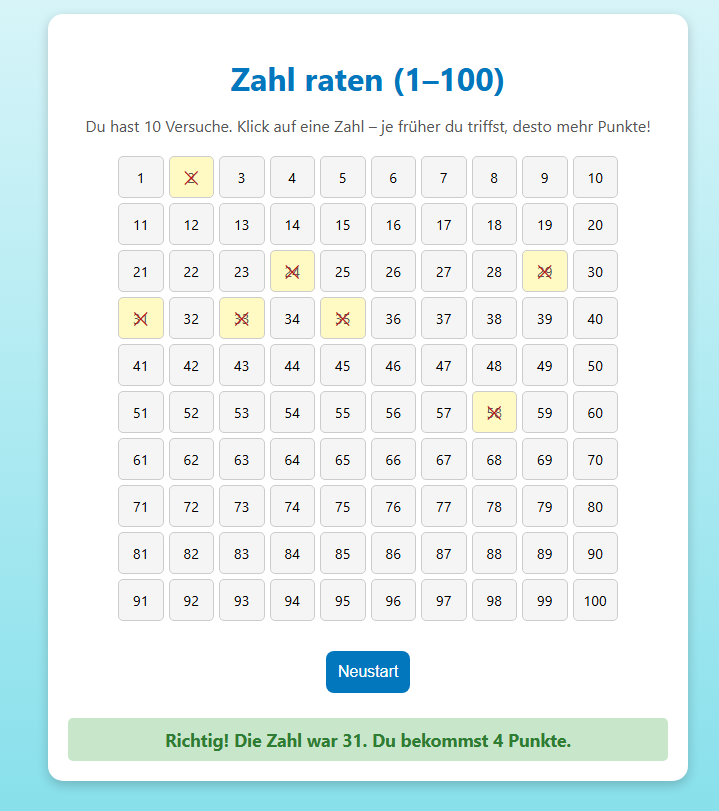 Zahl raten (1–100)
Du hast 10 Versuche. Klick auf eine Zahl – je früher du triffst, desto mehr Punkte!
1 2 3 4 5 6 7 8 9 10
11 12 13 14 15 16 17 18 19 20
21 22 23 24 25 26 27 28 29 30
31 32 33 34 35 36 37 38 39 40
41 42 43 44 45 46 47 48 49 50
51 52 53 54 55 56 57 58 59 60
61 62 63 64 65 66 67 68 69 70
71 72 73 74 75 76 77 78 79 80
81 82 83 84 85 86 87 88 89 90
91 92 93 94 95 96 97 98 99 100
Neustart
Richtig! Die Zahl war 31. Du bekommst 4 Punkte.